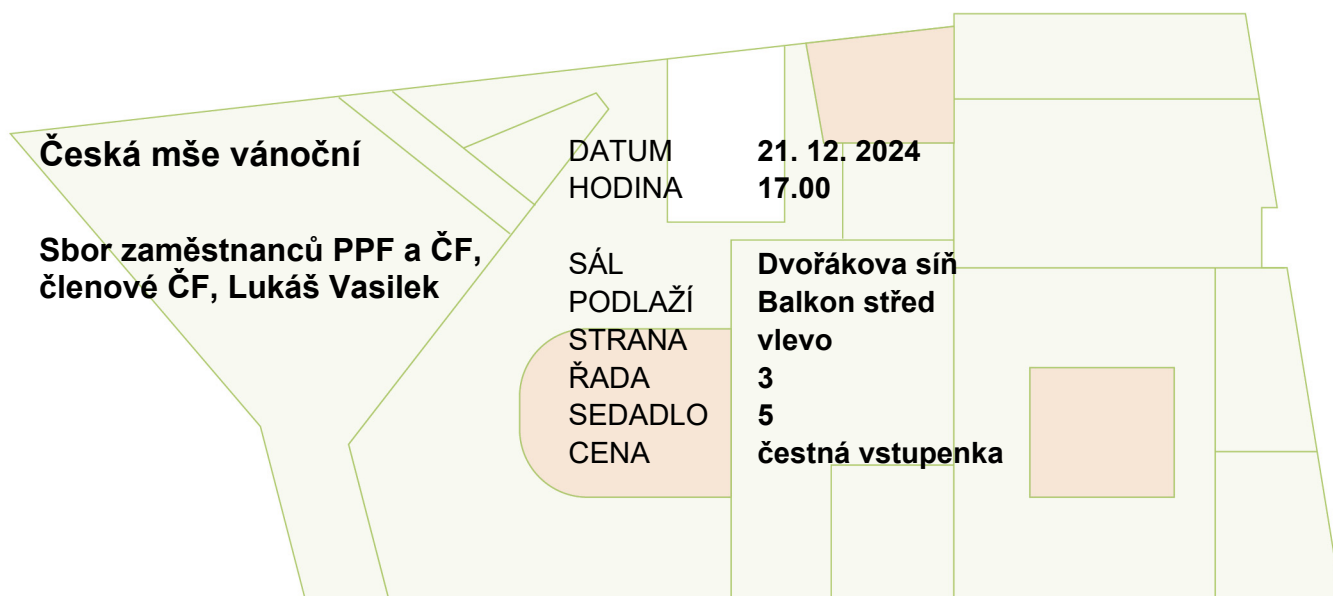 Česká mše vánoční
Sbor zaměstnanců PPF a ČF,
členové ČF, Lukáš Vasilek
DATUM 21. 12. 2024
HODINA 17.00
SÁL Dvořákova síň
PODLAŽÍ Balkon střed
STRANA vlevo
ŘADA 3
SEDADLO 5
CENA čestná vstupenka